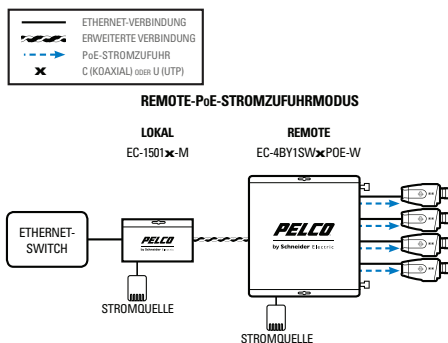 ETHERNET-VERBINDUNG
ERWEITERTE VERBINDUNG
PoE-STROMZUFUHR
x C (KOAXIAL) ODER U (UTP)
REMOTE-PoE-STROMZUFUHRMODUS
LOKAL
EC-1501x-M
REMOTE
EC-4BY1SWxPOE-W
ETHERNET-
SWITCH
PELCO
by Schneider Electric
STROMQUELLE
PELCO
by Schneider Electric
STROMQUELLE